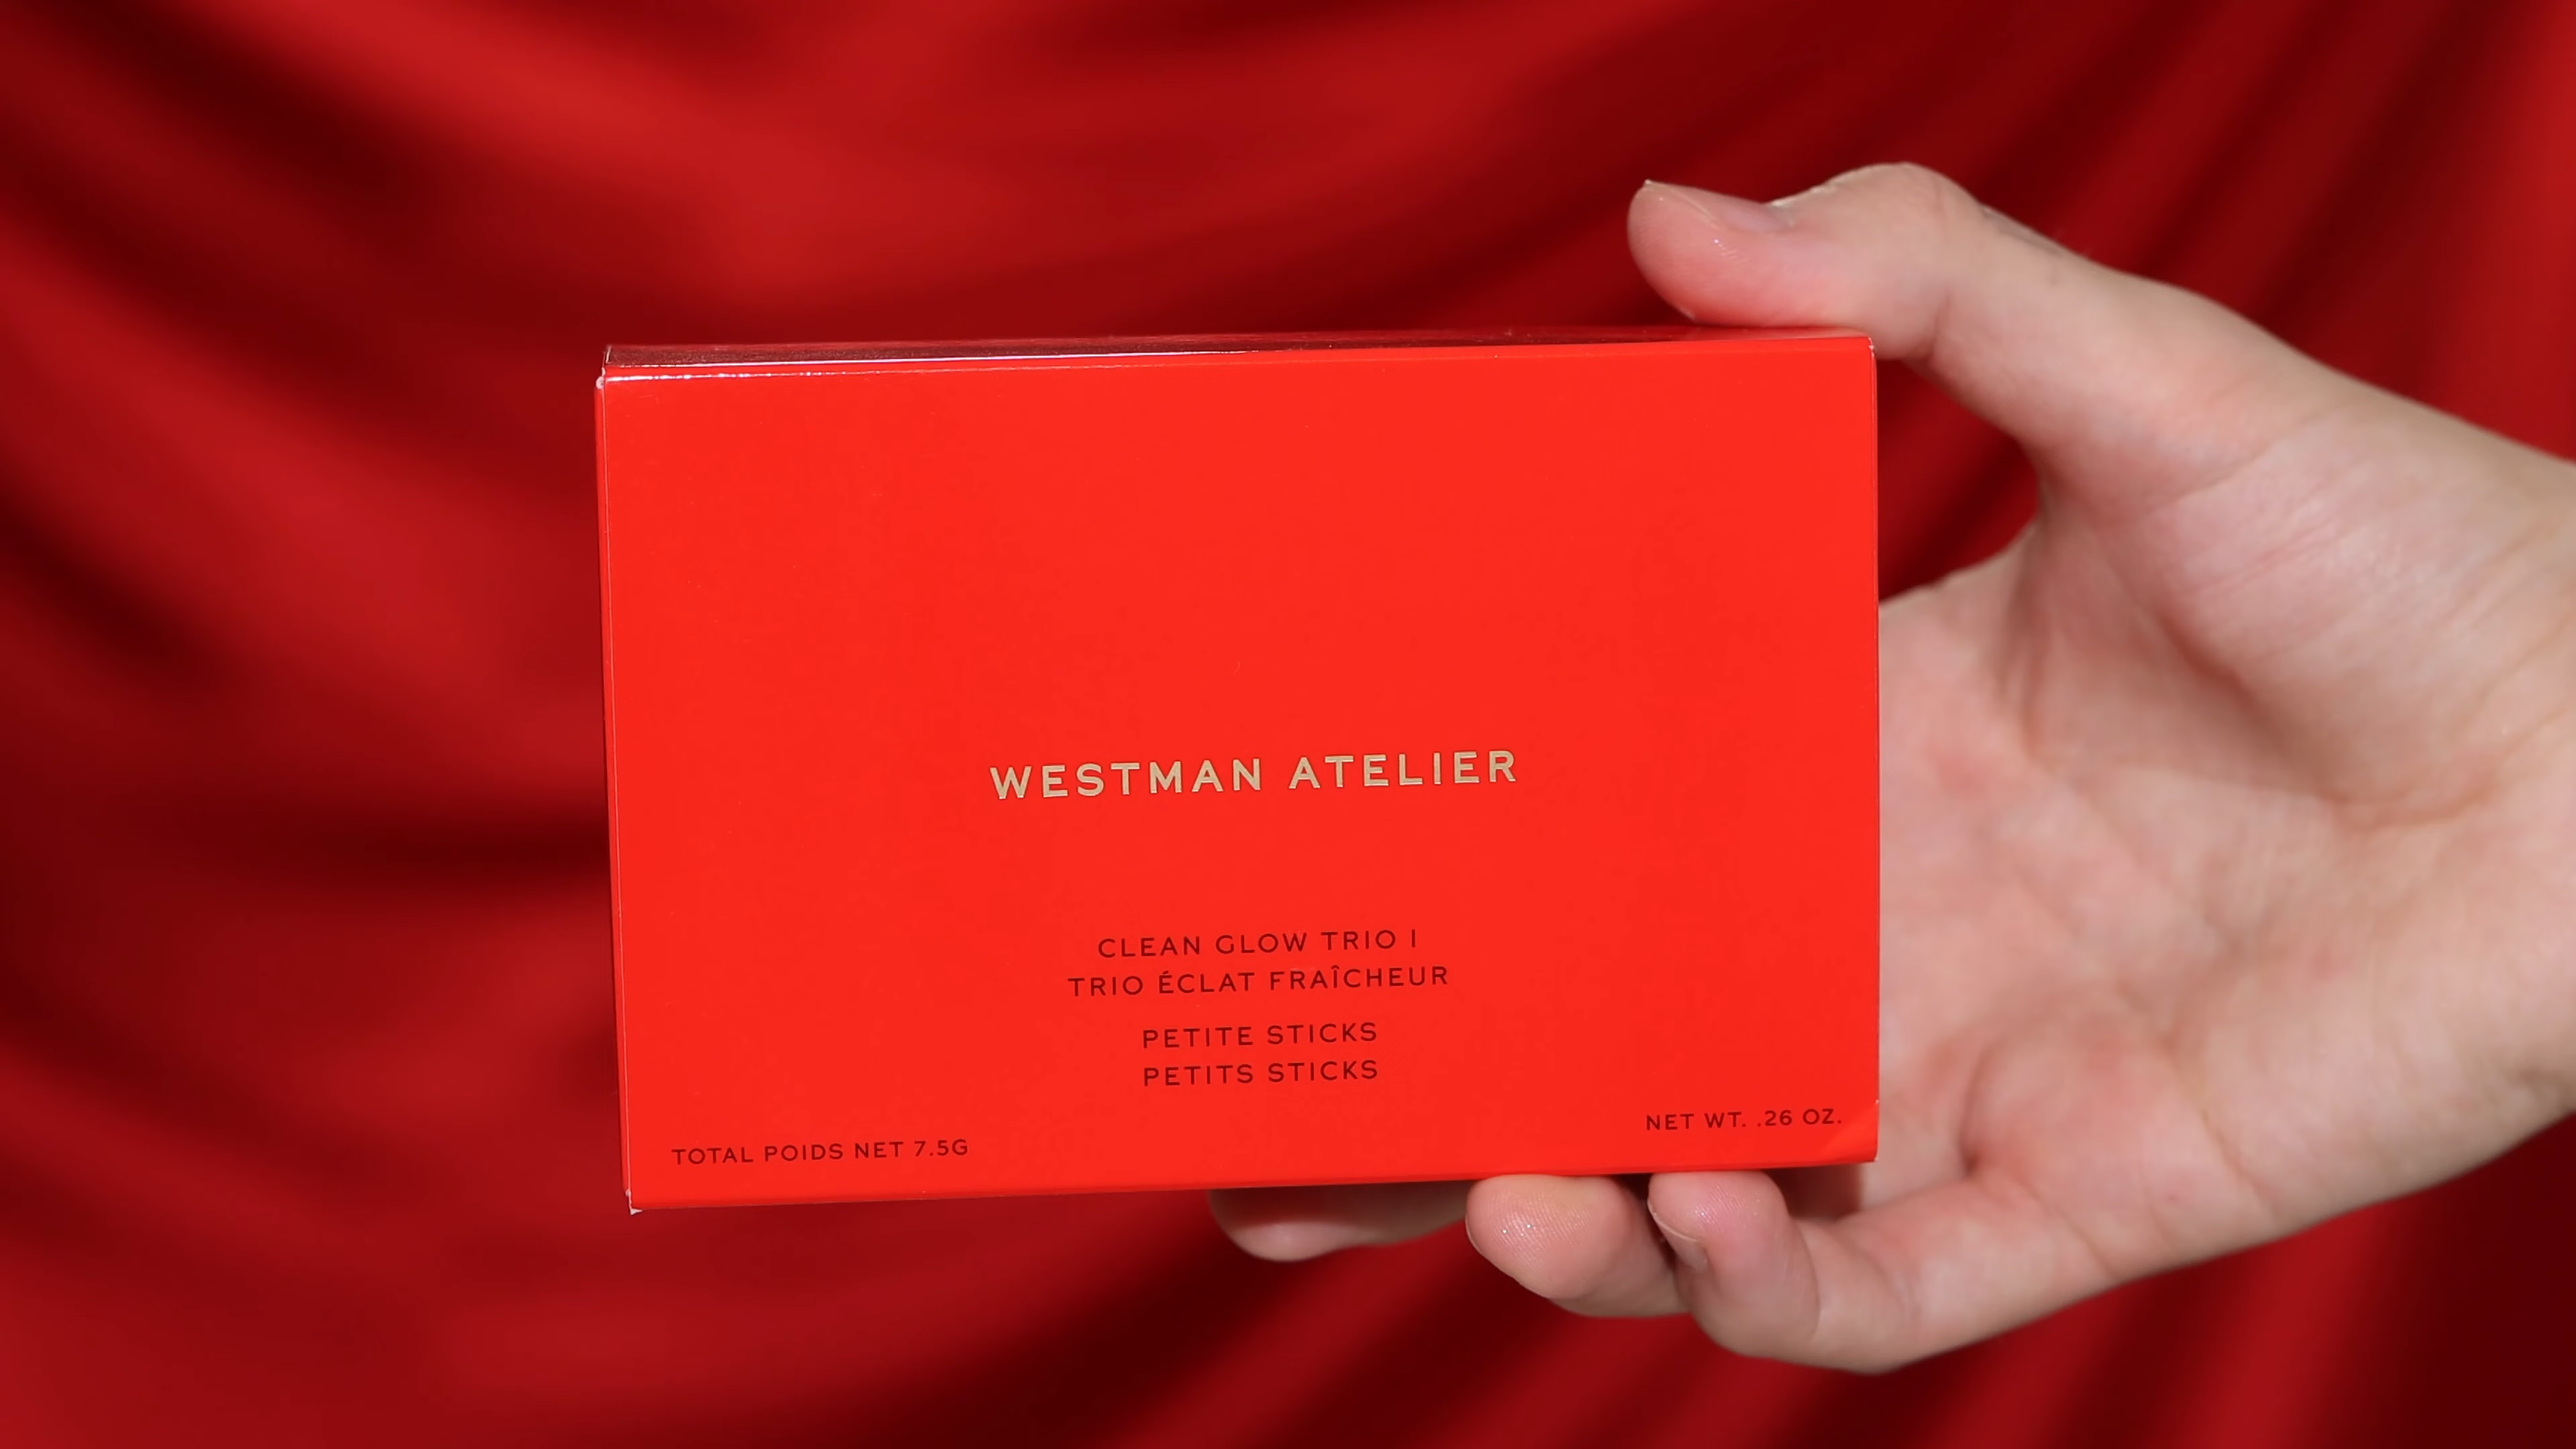 WESTMAN ATELIER
CLEAN GLOW TRIO I
TRIO ÉCLAT FRAÎCHEUR
PETITE STICKS
PETITS STICKS
TOTAL POIDS NET 7.5G
NET WT. .26 OZ.